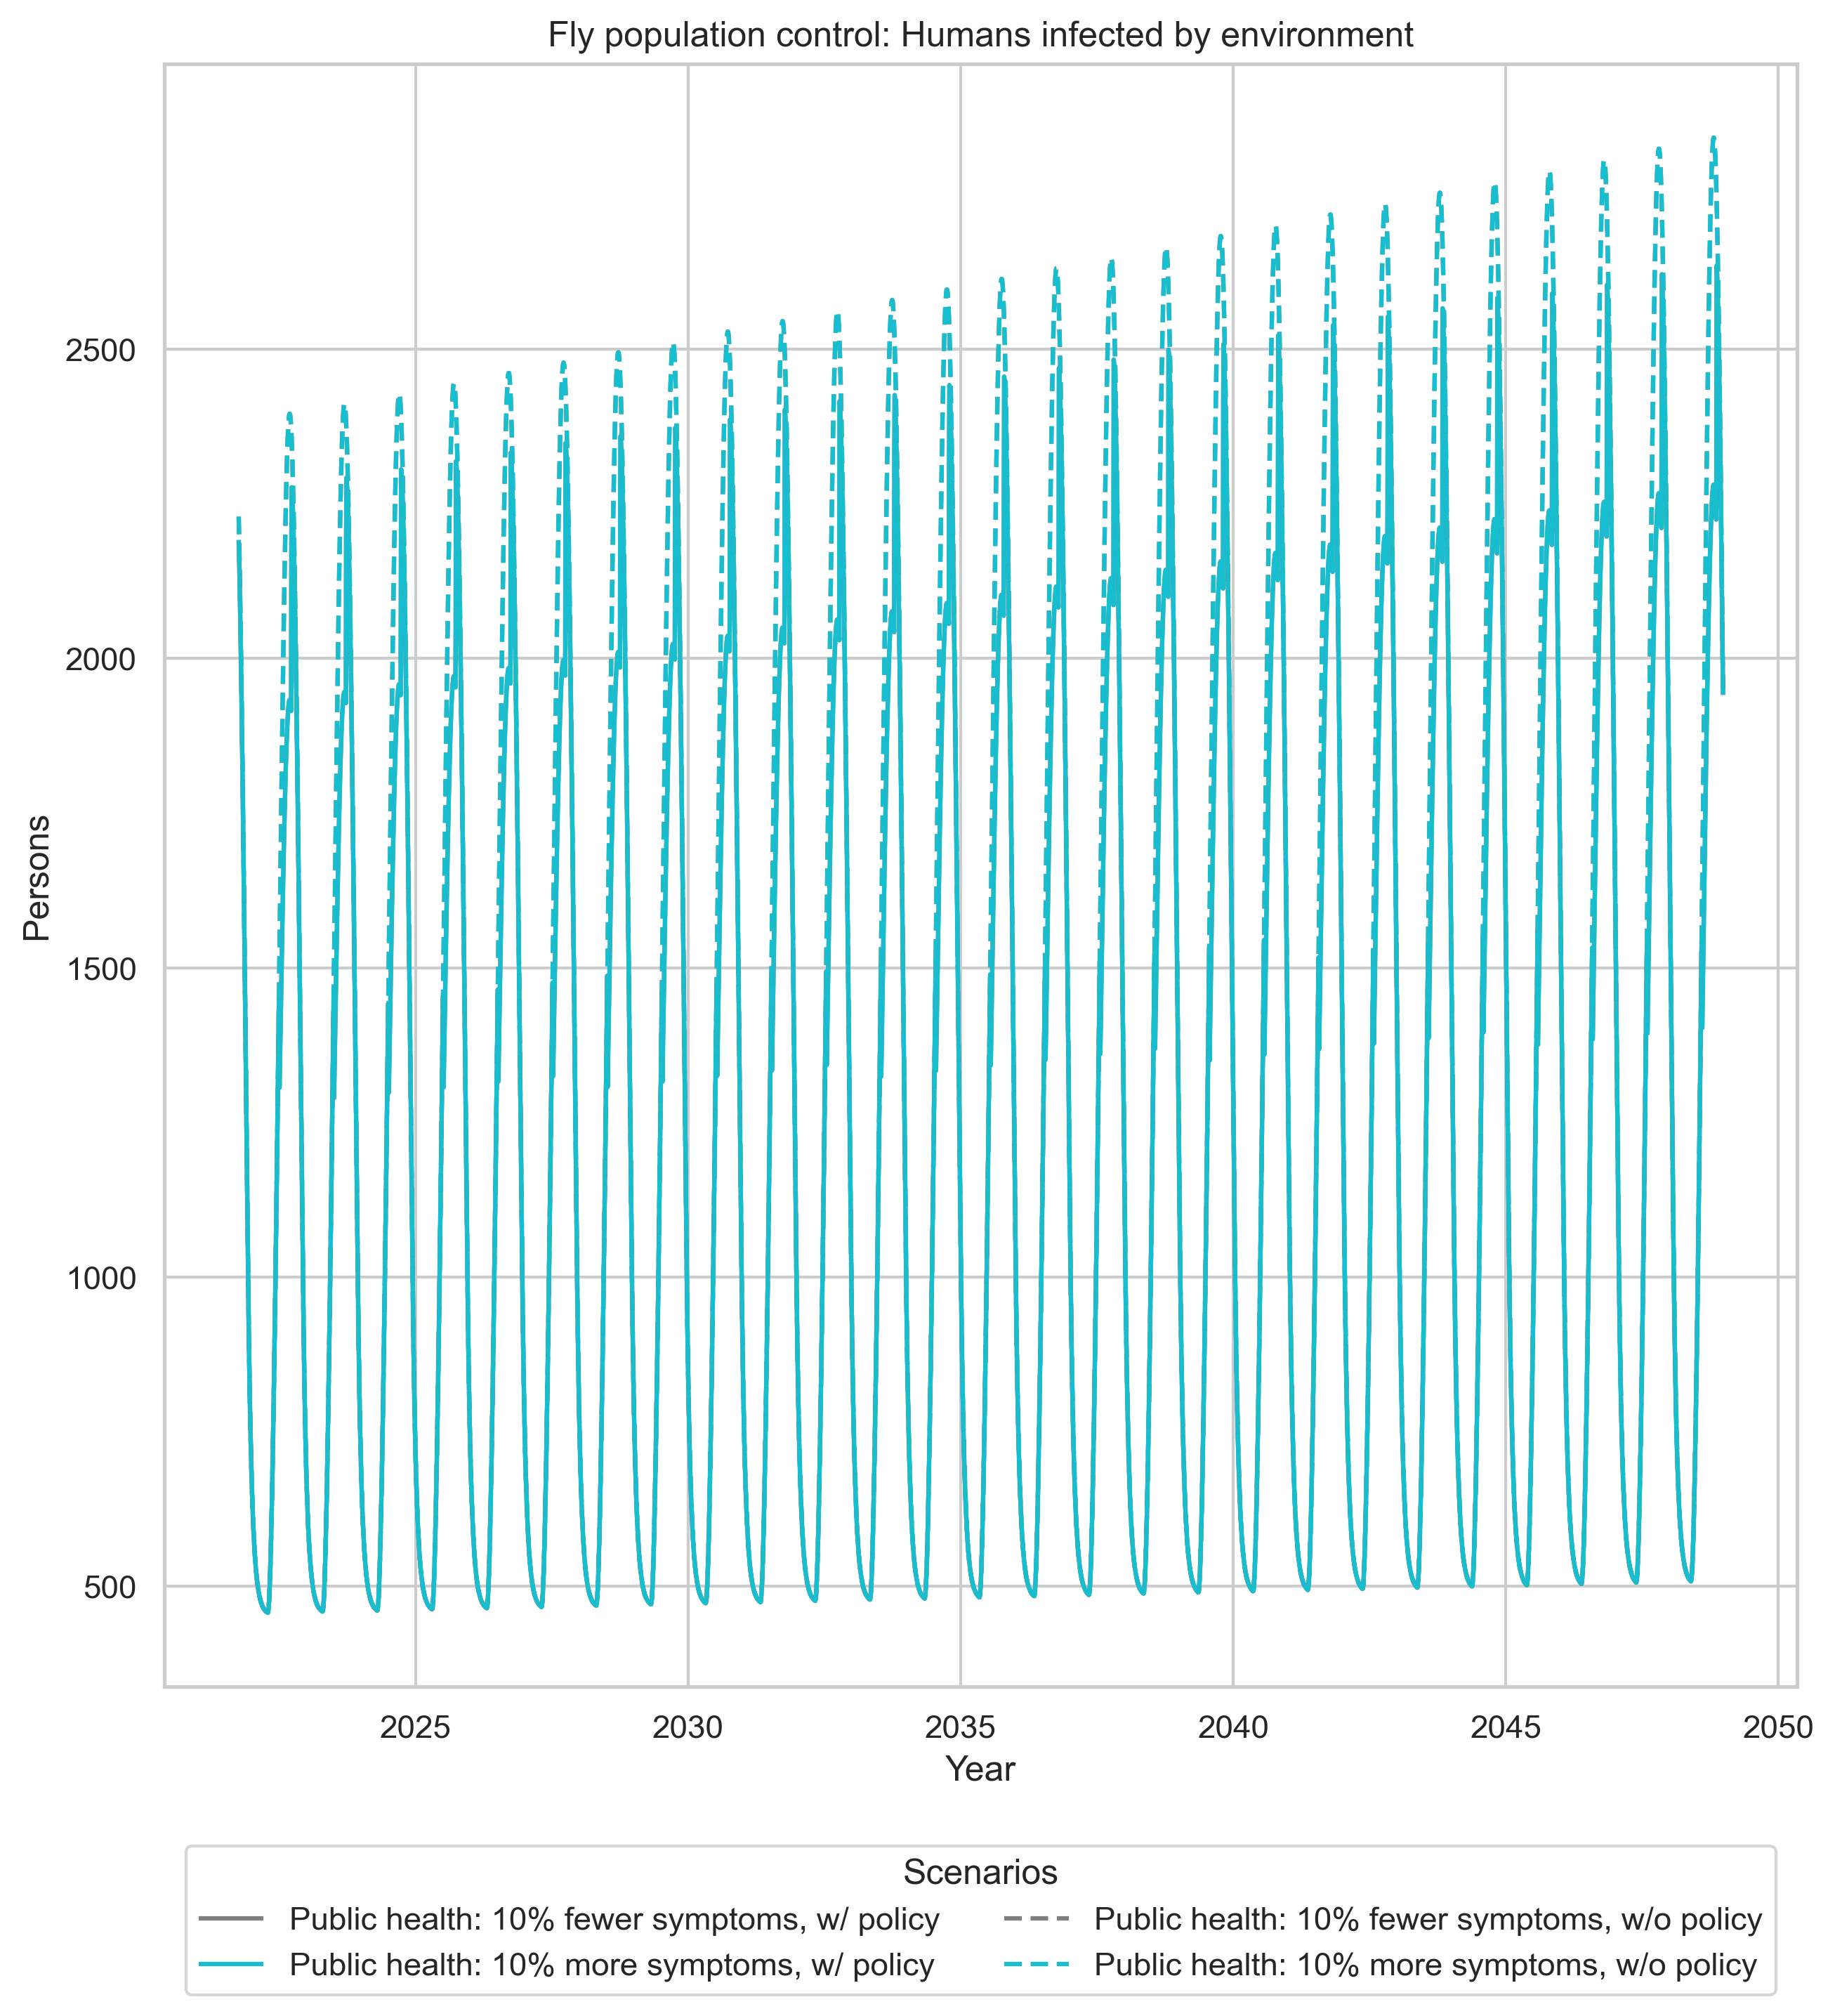 Fly population control: Humans infected by environment
Persons
2500
2000
1500
1000
500
2025 2030 2035 2040 2045 2050
Year
Scenarios
Public health: 10% fewer symptoms, w/ policy
Public health: 10% more symptoms, w/ policy
Public health: 10% fewer symptoms, w/o policy
Public health: 10% more symptoms, w/o policy